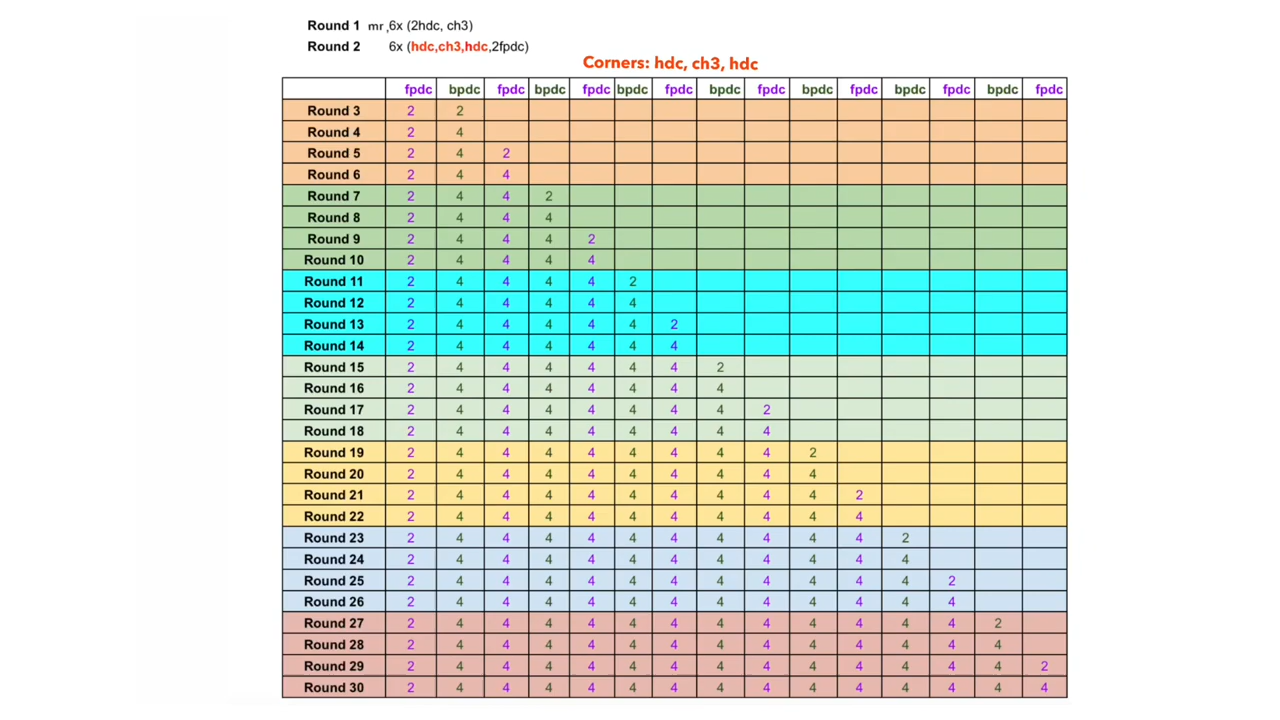 Round 1 mr ,6x (2hdc, ch3)
Round 2 6x (hdc,ch3,hdc,2fpdc)
Corners: hdc, ch3, hdc
fpdc bpdc fpdc bpdc fpdc bpdc fpdc bpdc fpdc bpdc fpdc bpdc fpdc bpdc fpdc
Round 3 2 2
Round 4 2 4
Round 5 2 4 2
Round 6 2 4 4
Round 7 2 4 4 2
Round 8 2 4 4 4
Round 9 2 4 4 4 2
Round 10 2 4 4 4 4
Round 11 2 4 4 4 4 2
Round 12 2 4 4 4 4 4
Round 13 2 4 4 4 4 4 2
Round 14 2 4 4 4 4 4 4
Round 15 2 4 4 4 4 4 4 2
Round 16 2 4 4 4 4 4 4 4
Round 17 2 4 4 4 4 4 4 4 2
Round 18 2 4 4 4 4 4 4 4 4
Round 19 2 4 4 4 4 4 4 4 4 2
Round 20 2 4 4 4 4 4 4 4 4 4
Round 21 2 4 4 4 4 4 4 4 4 4 2
Round 22 2 4 4 4 4 4 4 4 4 4 4
Round 23 2 4 4 4 4 4 4 4 4 4 4 2
Round 24 2 4 4 4 4 4 4 4 4 4 4 4
Round 25 2 4 4 4 4 4 4 4 4 4 4 4 2
Round 26 2 4 4 4 4 4 4 4 4 4 4 4 4
Round 27 2 4 4 4 4 4 4 4 4 4 4 4 4 2
Round 28 2 4 4 4 4 4 4 4 4 4 4 4 4 4
Round 29 2 4 4 4 4 4 4 4 4 4 4 4 4 4 2
Round 30 2 4 4 4 4 4 4 4 4 4 4 4 4 4 4